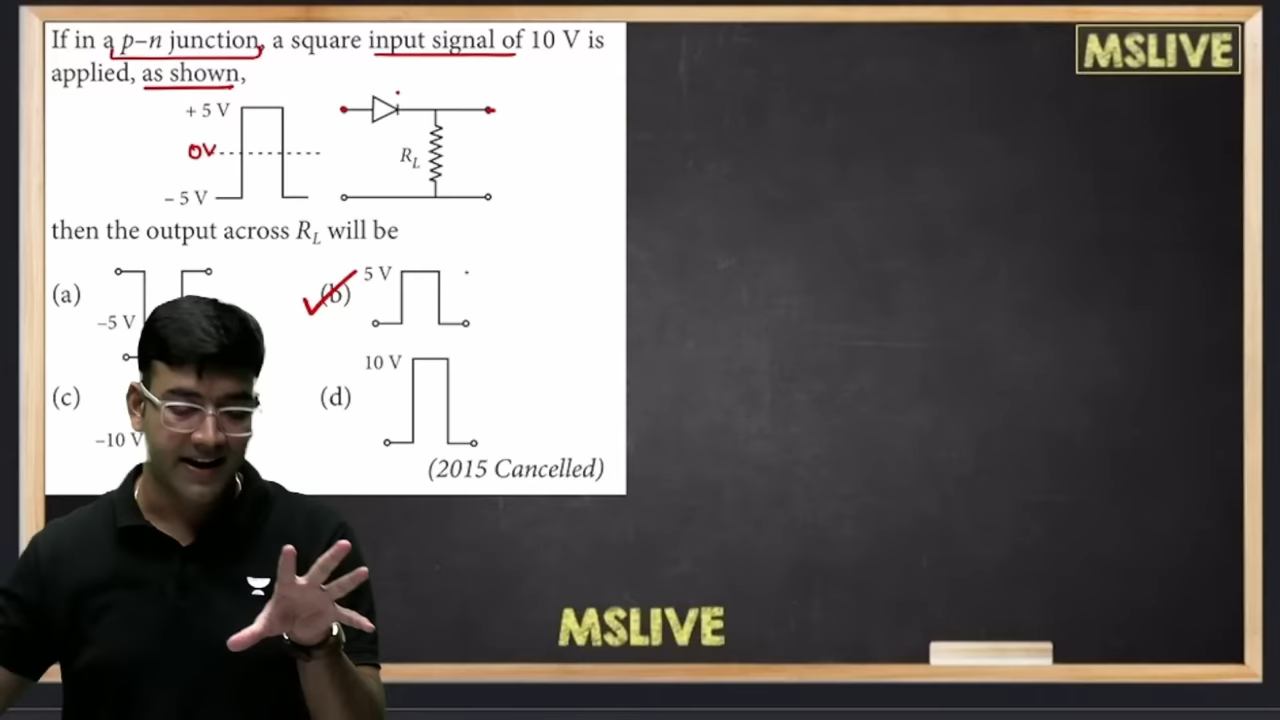 If in a p–n junction, a square input signal of 10 V is
applied, as shown,
+ 5 V
0V
– 5 V
R_L
then the output across R_L will be
(a)
–5 V
(b)
5 V
(c)
–10 V
(d)
10 V
(2015 Cancelled)
MSLIVE
MSLIVE